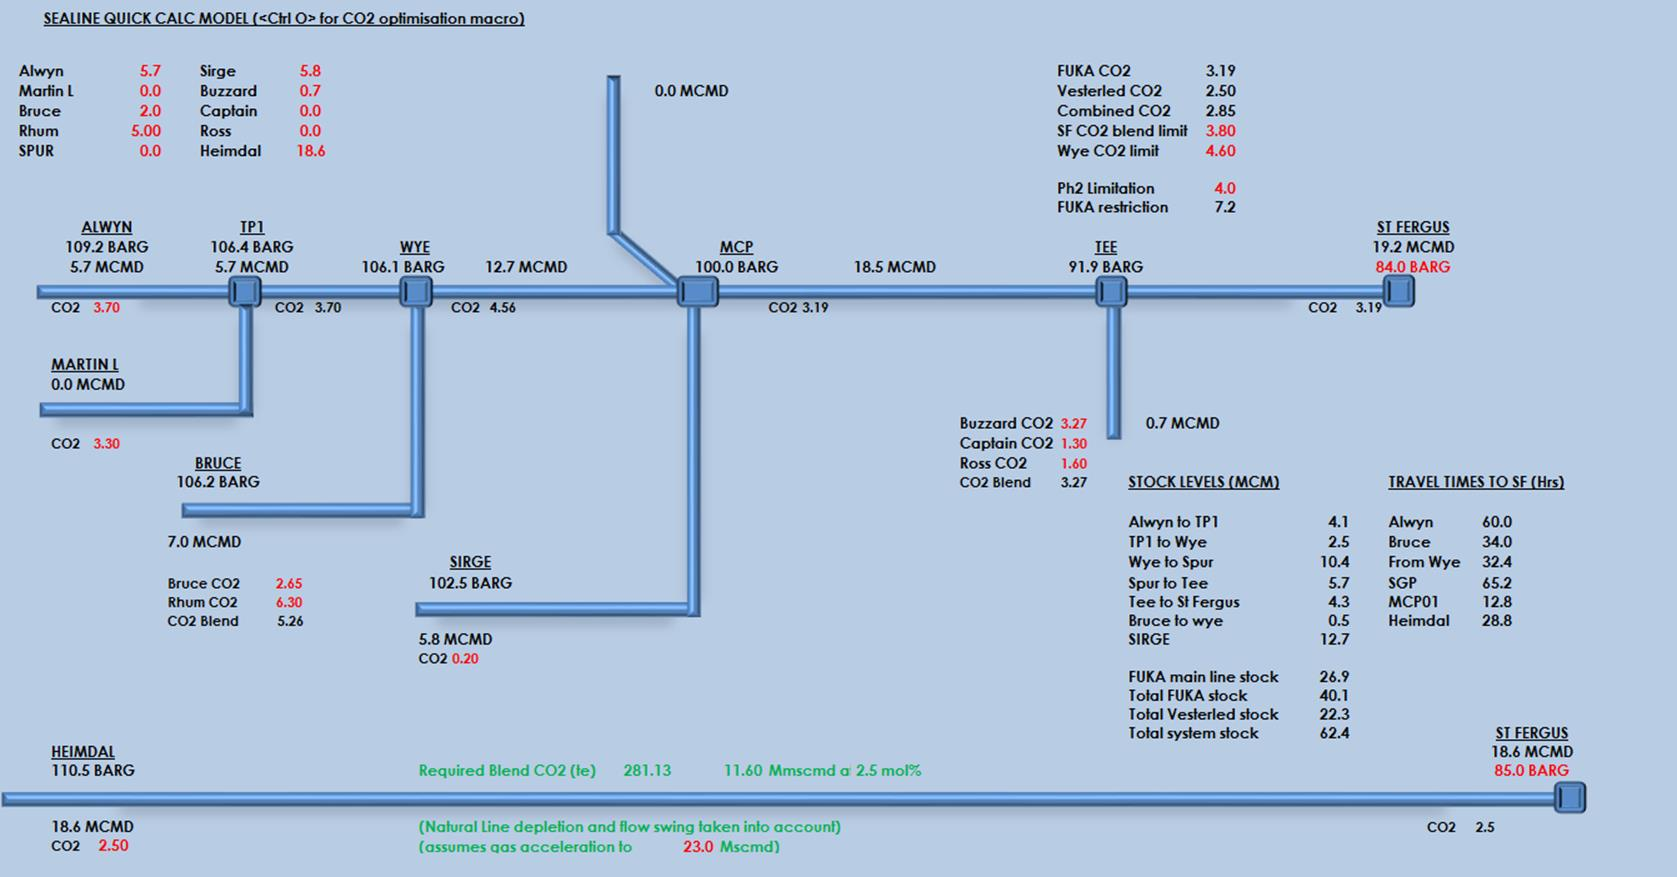 SEALINE QUICK CALC MODEL (<Ctrl O> for CO2 optimisation macro)
Alwyn 5.7 Sirge 5.8
Martin L 0.0 Buzzard 0.7
Bruce 2.0 Captain 0.0
Rhum 5.00 Ross 0.0
SPUR 0.0 Heimdal 18.6
0.0 MCMD
FUKA CO2 3.19
Vesterled CO2 2.50
Combined CO2 2.85
SF CO2 blend limit 3.80
Wye CO2 limit 4.60
Ph2 Limitation 4.0
FUKA restriction 7.2
ALWYN
109.2 BARG
5.7 MCMD
TP1
106.4 BARG
5.7 MCMD
WYE
106.1 BARG
12.7 MCMD
MCP
100.0 BARG
18.5 MCMD
TEE
91.9 BARG
ST FERGUS
19.2 MCMD
84.0 BARG
CO2 3.70
CO2 3.70
CO2 4.56
CO2 3.19
CO2 3.19
MARTIN L
0.0 MCMD
CO2 3.30
BRUCE
106.2 BARG
7.0 MCMD
Bruce CO2 2.65
Rhum CO2 6.30
CO2 Blend 5.26
SIRGE
102.5 BARG
5.8 MCMD
CO2 0.20
Buzzard CO2 3.27
Captain CO2 1.30
Ross CO2 1.60
CO2 Blend 3.27
0.7 MCMD
STOCK LEVELS (MCM)
Alwyn to TP1 4.1
TP1 to Wye 2.5
Wye to Spur 10.4
Spur to Tee 5.7
Tee to St Fergus 4.3
Bruce to wye 0.5
SIRGE 12.7
FUKA main line stock 26.9
Total FUKA stock 40.1
Total Vesterled stock 22.3
Total system stock 62.4
TRAVEL TIMES TO SF (Hrs)
Alwyn 60.0
Bruce 34.0
From Wye 32.4
SGP 65.2
MCP01 12.8
Heimdal 28.8
HEIMDAL
110.5 BARG
Required Blend CO2 (te) 281.13 11.60 Mmscmd a 2.5 mol%
ST FERGUS
18.6 MCMD
85.0 BARG
18.6 MCMD
CO2 2.50
(Natural Line depletion and flow swing taken into account)
(assumes gas acceleration to 23.0 Mscmd)
CO2 2.5